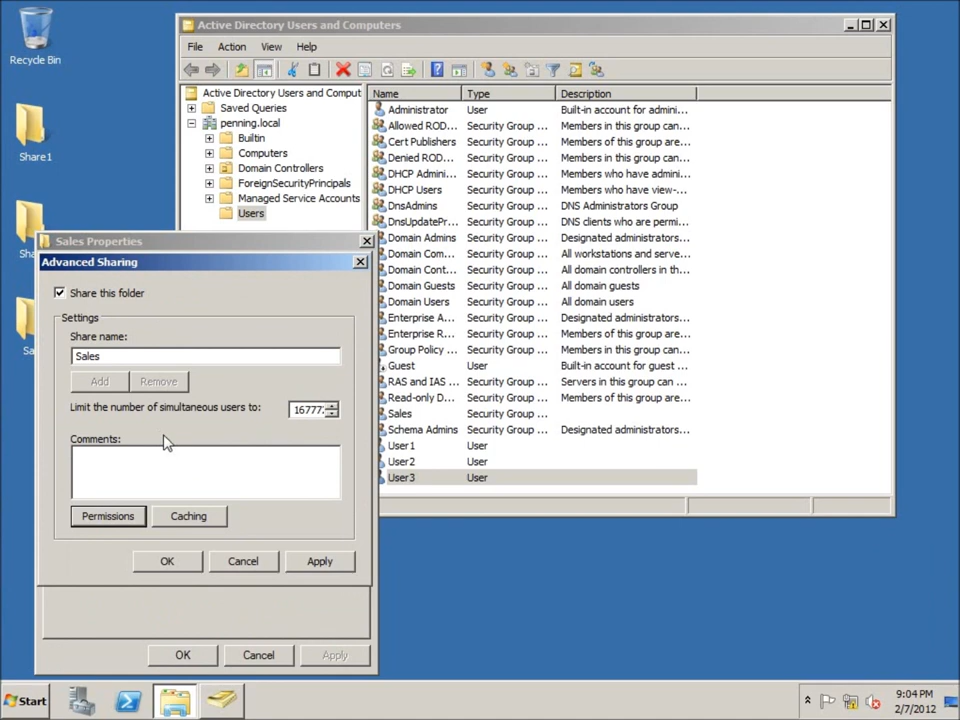 Recycle Bin
Share1
Active Directory Users and Computers
File Action View Help
Active Directory Users and Comput
Saved Queries
penning.local
Builtin
Computers
Domain Controllers
ForeignSecurityPrincipals
Managed Service Accounts
Users
Name Type Description
Administrator User Built-in account for admini...
Allowed ROD... Security Group ... Members in this group can...
Cert Publishers Security Group ... Members of this group are...
Denied ROD... Security Group ... Members in this group can...
DHCP Admini... Security Group ... Members who have admini...
DHCP Users Security Group ... Members who have view-...
DnsAdmins Security Group ... DNS Administrators Group
DnsUpdatePr... Security Group ... DNS clients who are permi...
Domain Admins Security Group ... Designated administrators...
Domain Com... Security Group ... All workstations and serve...
Domain Cont... Security Group ... All domain controllers in th...
Domain Guests Security Group ... All domain guests
Domain Users Security Group ... All domain users
Enterprise A... Security Group ... Designated administrators...
Enterprise R... Security Group ... Members of this group are...
Group Policy ... Security Group ... Members in this group can...
Guest User Built-in account for guest ...
RAS and IAS ... Security Group ... Servers in this group can ...
Read-only D... Security Group ... Members of this group are...
Sales Security Group ...
Schema Admins Security Group ... Designated administrators...
User1 User
User2 User
User3 User
Sha
Sa
Sales Properties
Advanced Sharing
Share this folder
Settings
Share name:
Sales
Add Remove
Limit the number of simultaneous users to: 16777
Comments:
Permissions Caching
OK Cancel Apply
OK Cancel Apply
Start
9:04 PM
2/7/2012